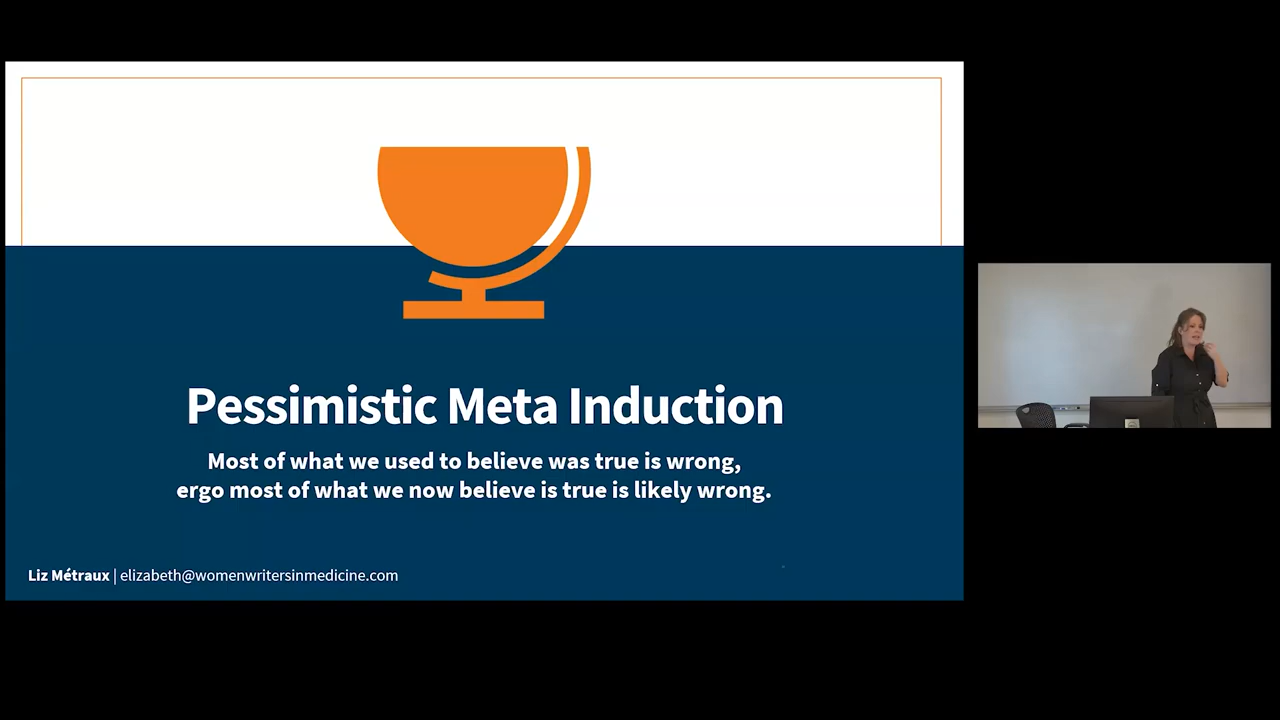 Pessimistic Meta Induction
Most of what we used to believe was true is wrong,
ergo most of what we now believe is true is likely wrong.
Liz Métraux | elizabeth@womenwritersinmedicine.com